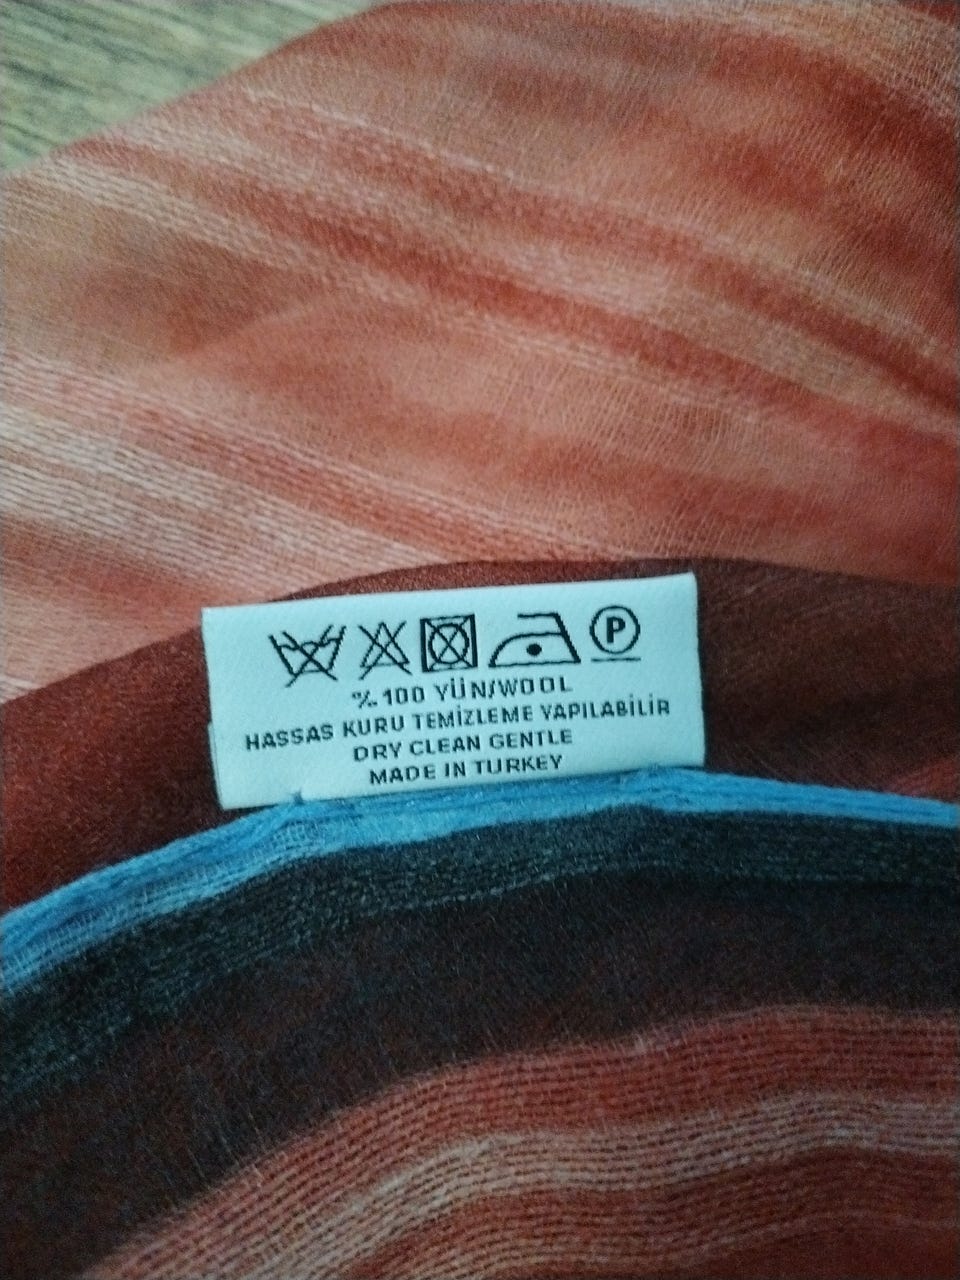 P
% 100 YÜN/WOOL
HASSAS KURU TEMİZLEME YAPILABİLİR
DRY CLEAN GENTLE
MADE IN TURKEY